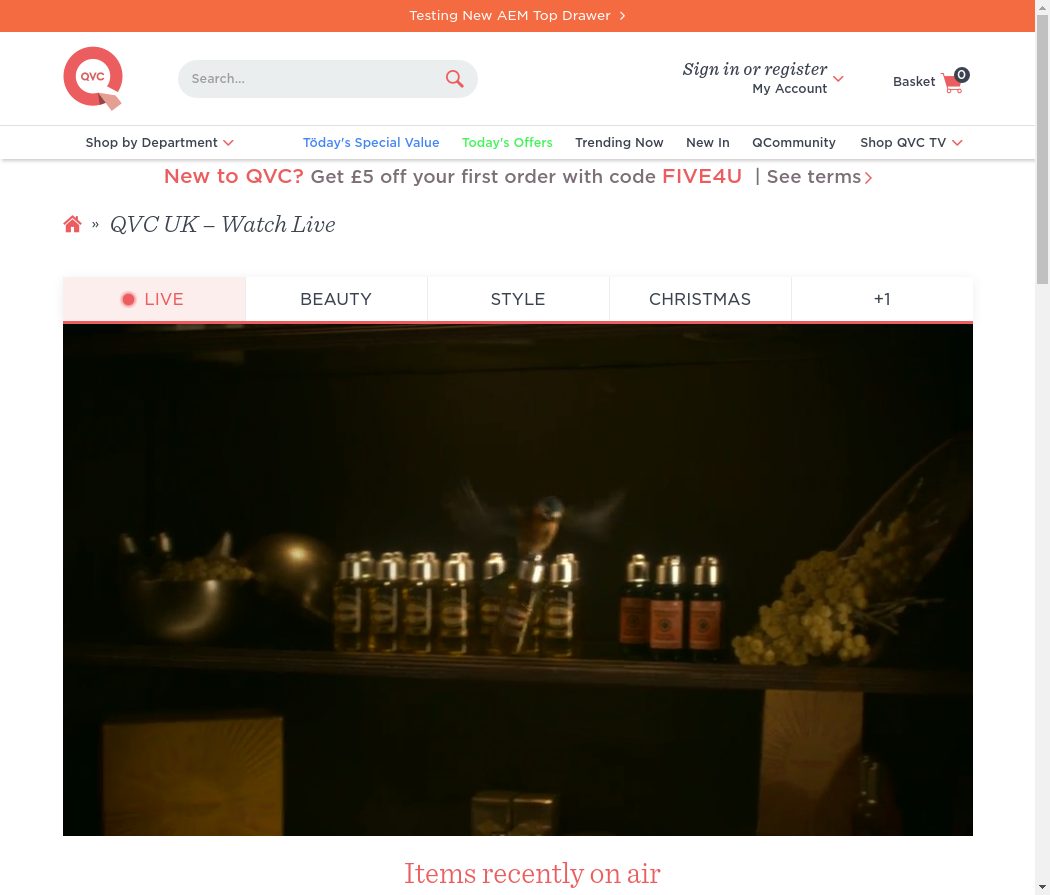 Testing New AEM Top Drawer
QVC
Search...
Sign in or register
My Account
Basket
0
Shop by Department
Töday's Special Value
Today's Offers
Trending Now
New In
QCommunity
Shop QVC TV
New to QVC? Get £5 off your first order with code FIVE4U | See terms
» QVC UK – Watch Live
LIVE
BEAUTY
STYLE
CHRISTMAS
+1
Items recently on air